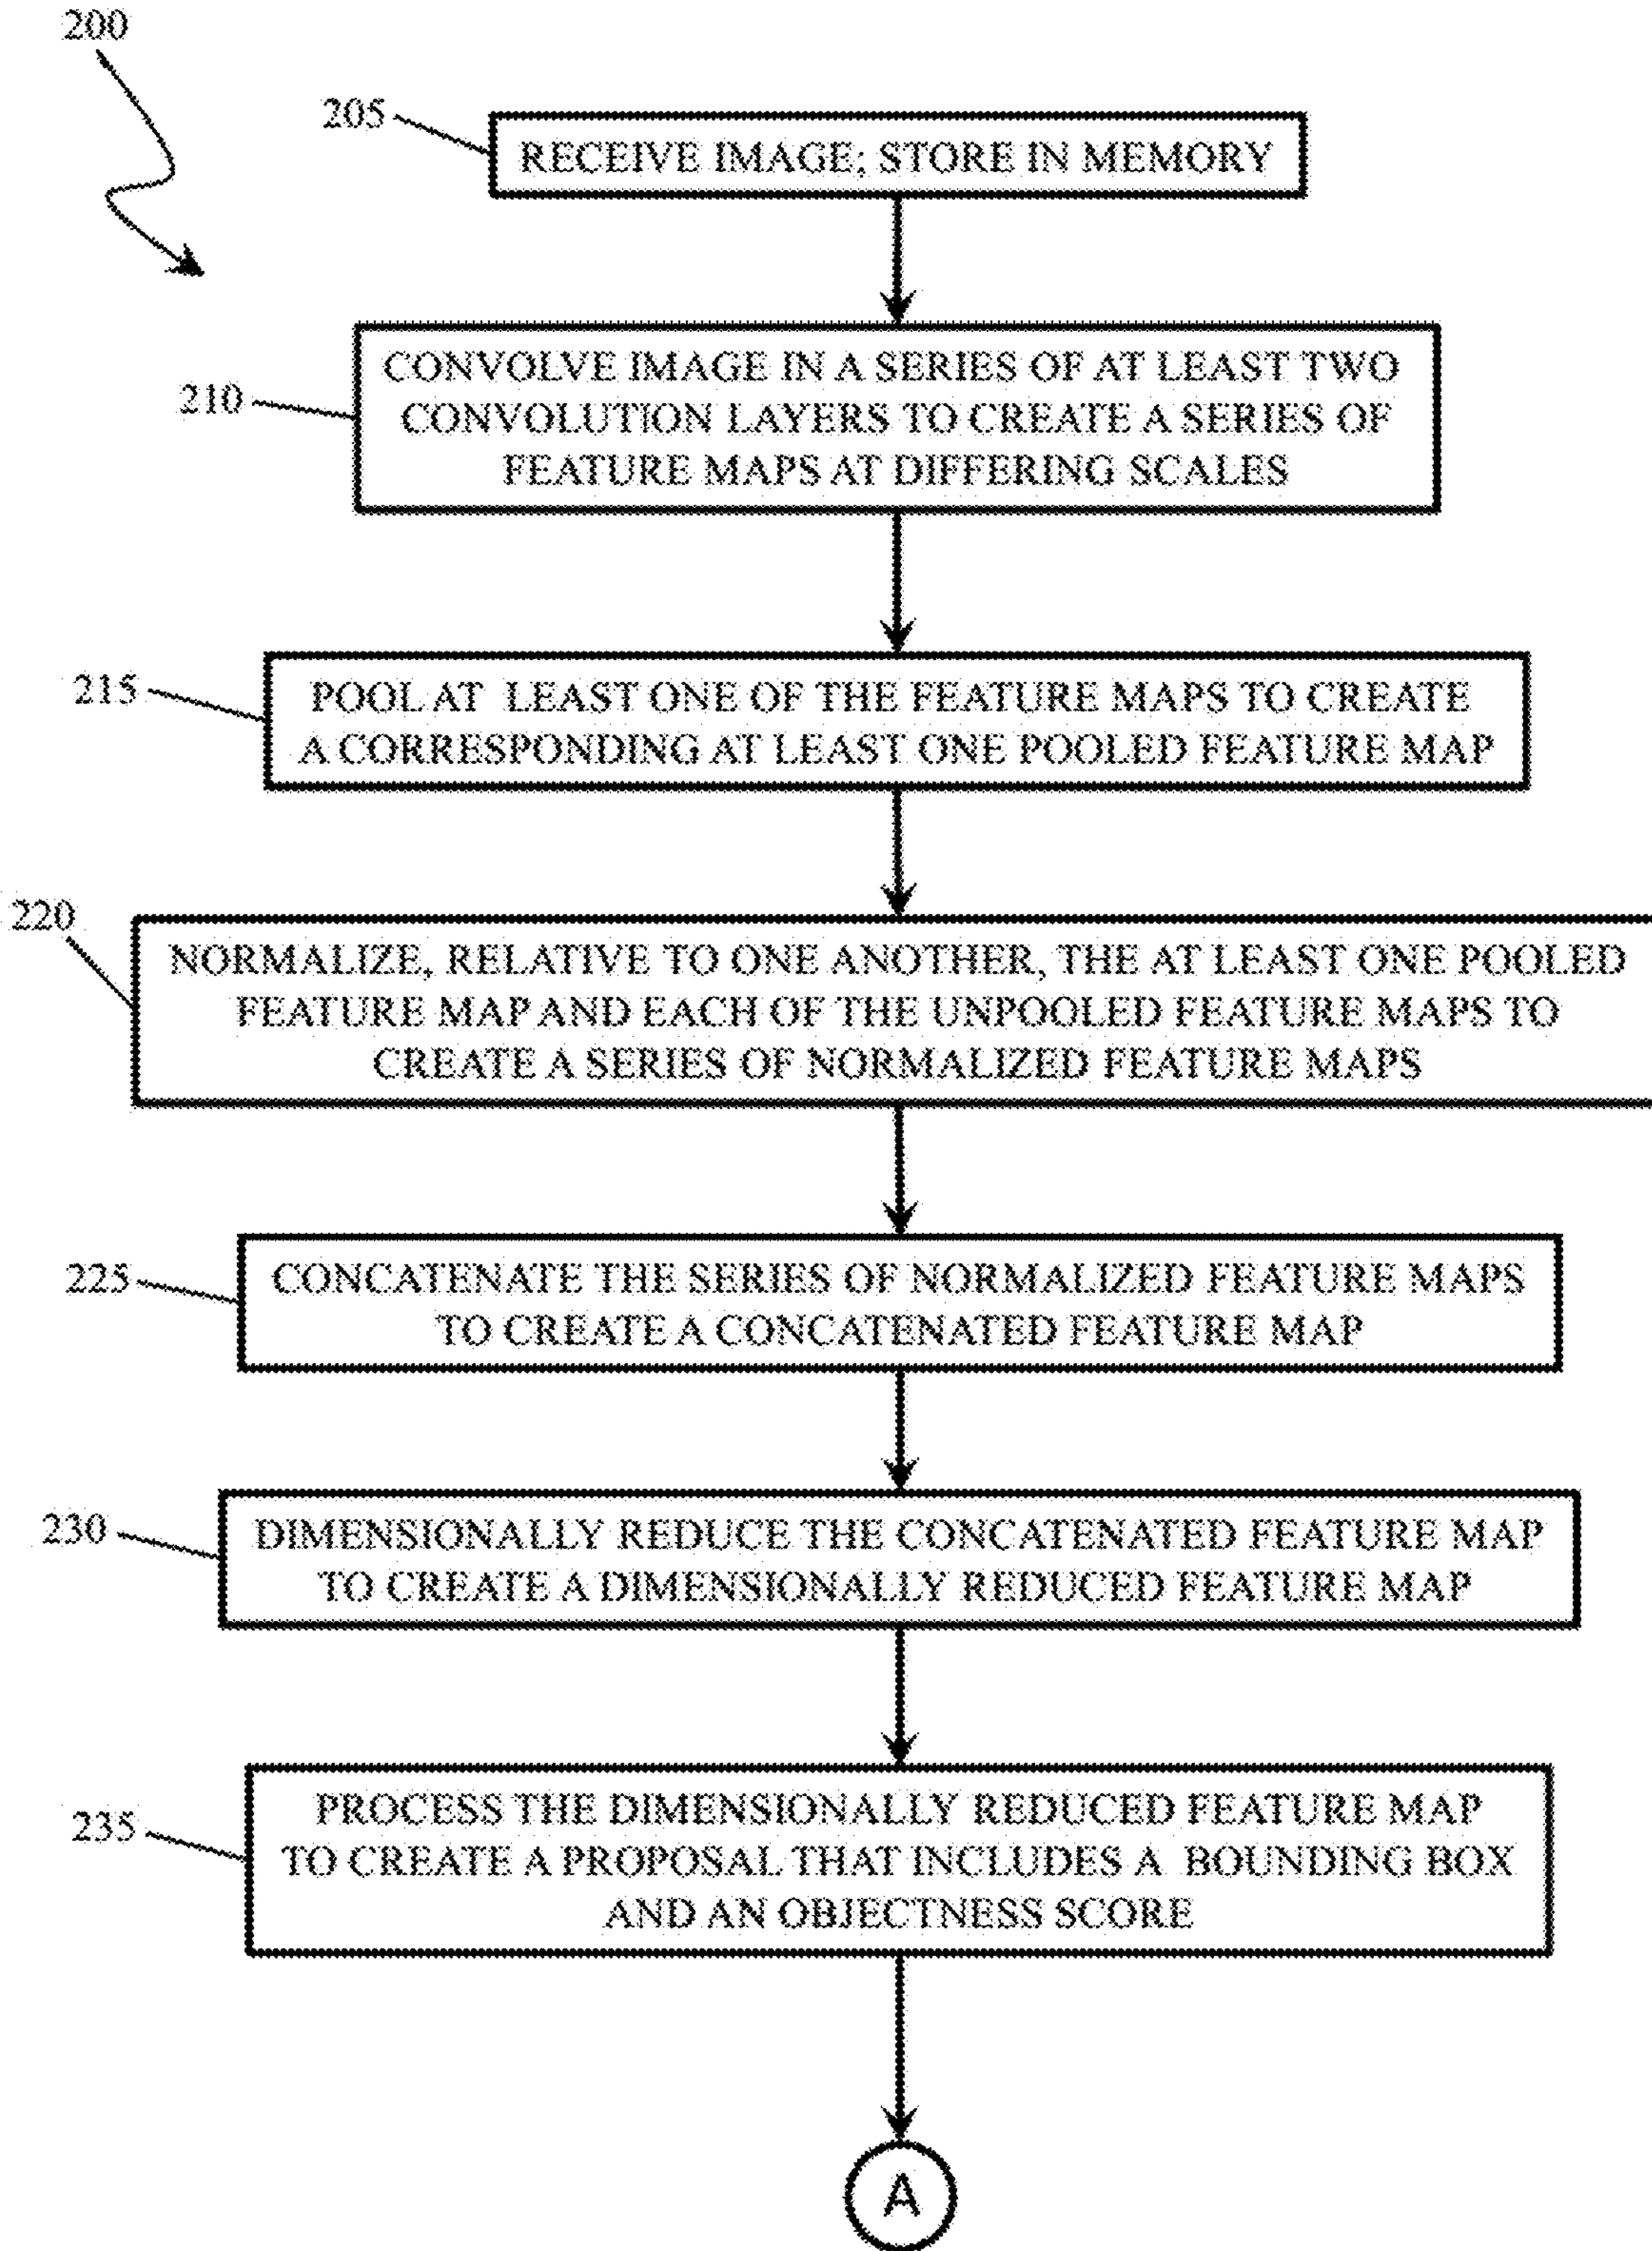 200
205
RECEIVE IMAGE; STORE IN MEMORY
210
CONVOLVE IMAGE IN A SERIES OF AT LEAST TWO
CONVOLUTION LAYERS TO CREATE A SERIES OF
FEATURE MAPS AT DIFFERING SCALES
215
POOL AT LEAST ONE OF THE FEATURE MAPS TO CREATE
A CORRESPONDING AT LEAST ONE POOLED FEATURE MAP
220
NORMALIZE, RELATIVE TO ONE ANOTHER, THE AT LEAST ONE POOLED
FEATURE MAP AND EACH OF THE UNPOOLED FEATURE MAPS TO
CREATE A SERIES OF NORMALIZED FEATURE MAPS
225
CONCATENATE THE SERIES OF NORMALIZED FEATURE MAPS
TO CREATE A CONCATENATED FEATURE MAP
230
DIMENSIONALLY REDUCE THE CONCATENATED FEATURE MAP
TO CREATE A DIMENSIONALLY REDUCED FEATURE MAP
235
PROCESS THE DIMENSIONALLY REDUCED FEATURE MAP
TO CREATE A PROPOSAL THAT INCLUDES A BOUNDING BOX
AND AN OBJECTNESS SCORE
A